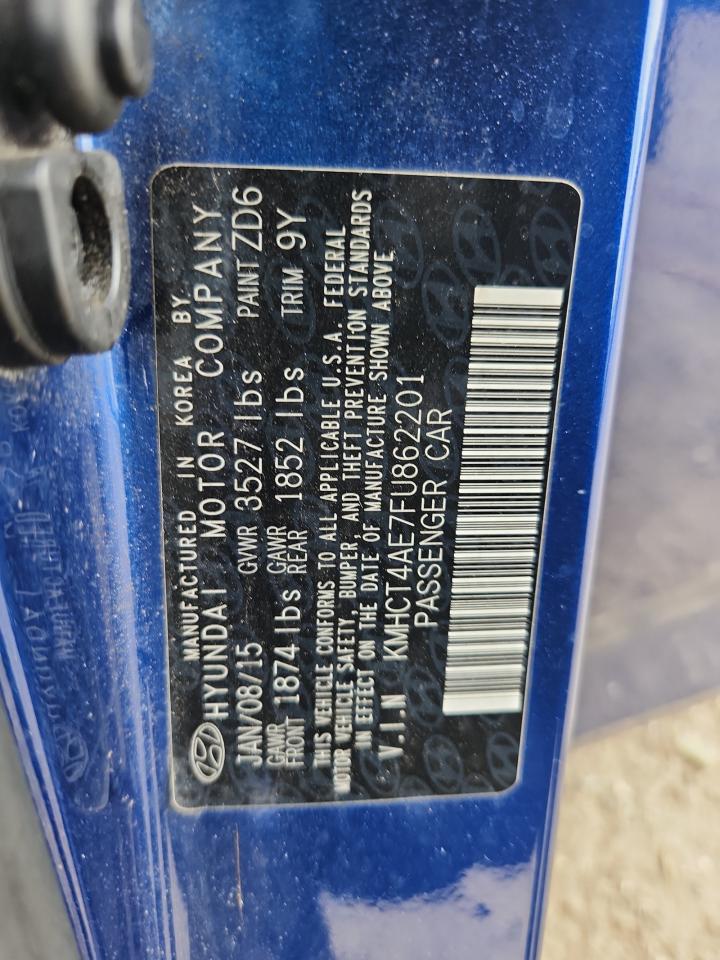 MANUFACTURED IN KOREA BY
HYUNDAI MOTOR COMPANY
JAN/08/15 GVWR 3527 lbs PAINT ZD6
GAWR FRONT 1874 lbs GAWR REAR 1852 lbs TRIM 9Y
THIS VEHICLE CONFORMS TO ALL APPLICABLE U.S.A. FEDERAL
MOTOR VEHICLE SAFETY, BUMPER, AND THEFT PREVENTION STANDARDS
IN EFFECT ON THE DATE OF MANUFACTURE SHOWN ABOVE
V.I.N KMHCT4AE7FU862201
PASSENGER CAR